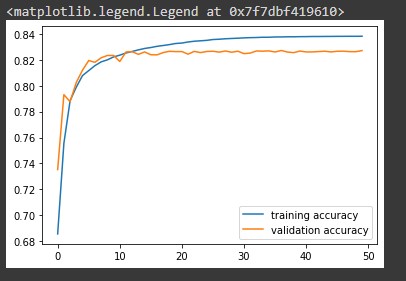 <matplotlib.legend.Legend at 0x7f7dbf419610>
0.84
0.82
0.80
0.78
0.76
0.74
0.72
0.70
0.68
0 10 20 30 40 50
training accuracy
validation accuracy